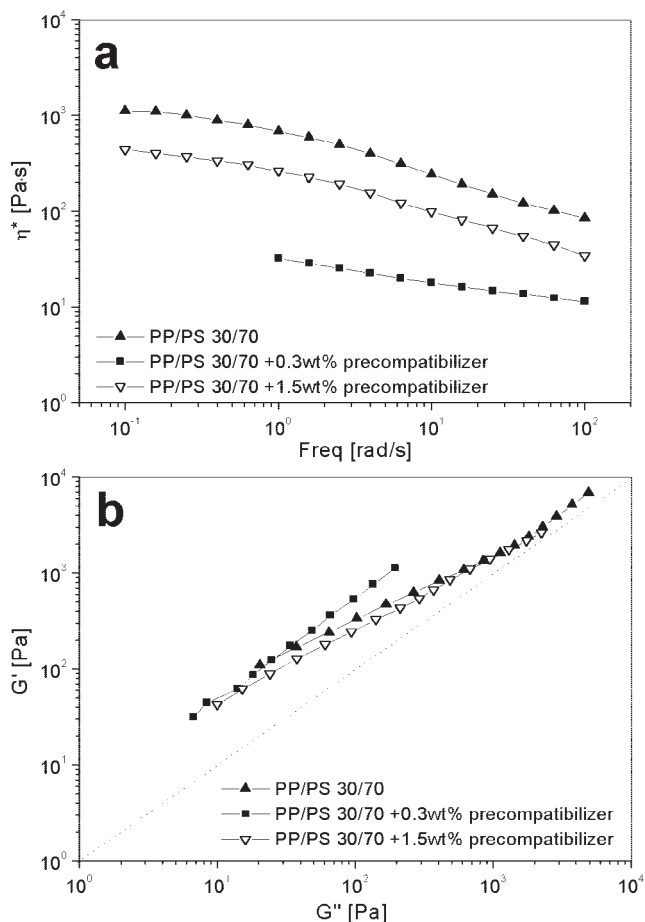 a
10^3
10^2
10^1
10^0
η* [Pa·s]
PP/PS 30/70
PP/PS 30/70 +0.3wt% precompatibilizer
PP/PS 30/70 +1.5wt% precompatibilizer
10^-1 10^0 10^1 10^2
Freq [rad/s]
b
10^4
10^3
10^2
10^1
10^0
G' [Pa]
PP/PS 30/70
PP/PS 30/70 +0.3wt% precompatibilizer
PP/PS 30/70 +1.5wt% precompatibilizer
10^0 10^1 10^2 10^3 10^4
G'' [Pa]